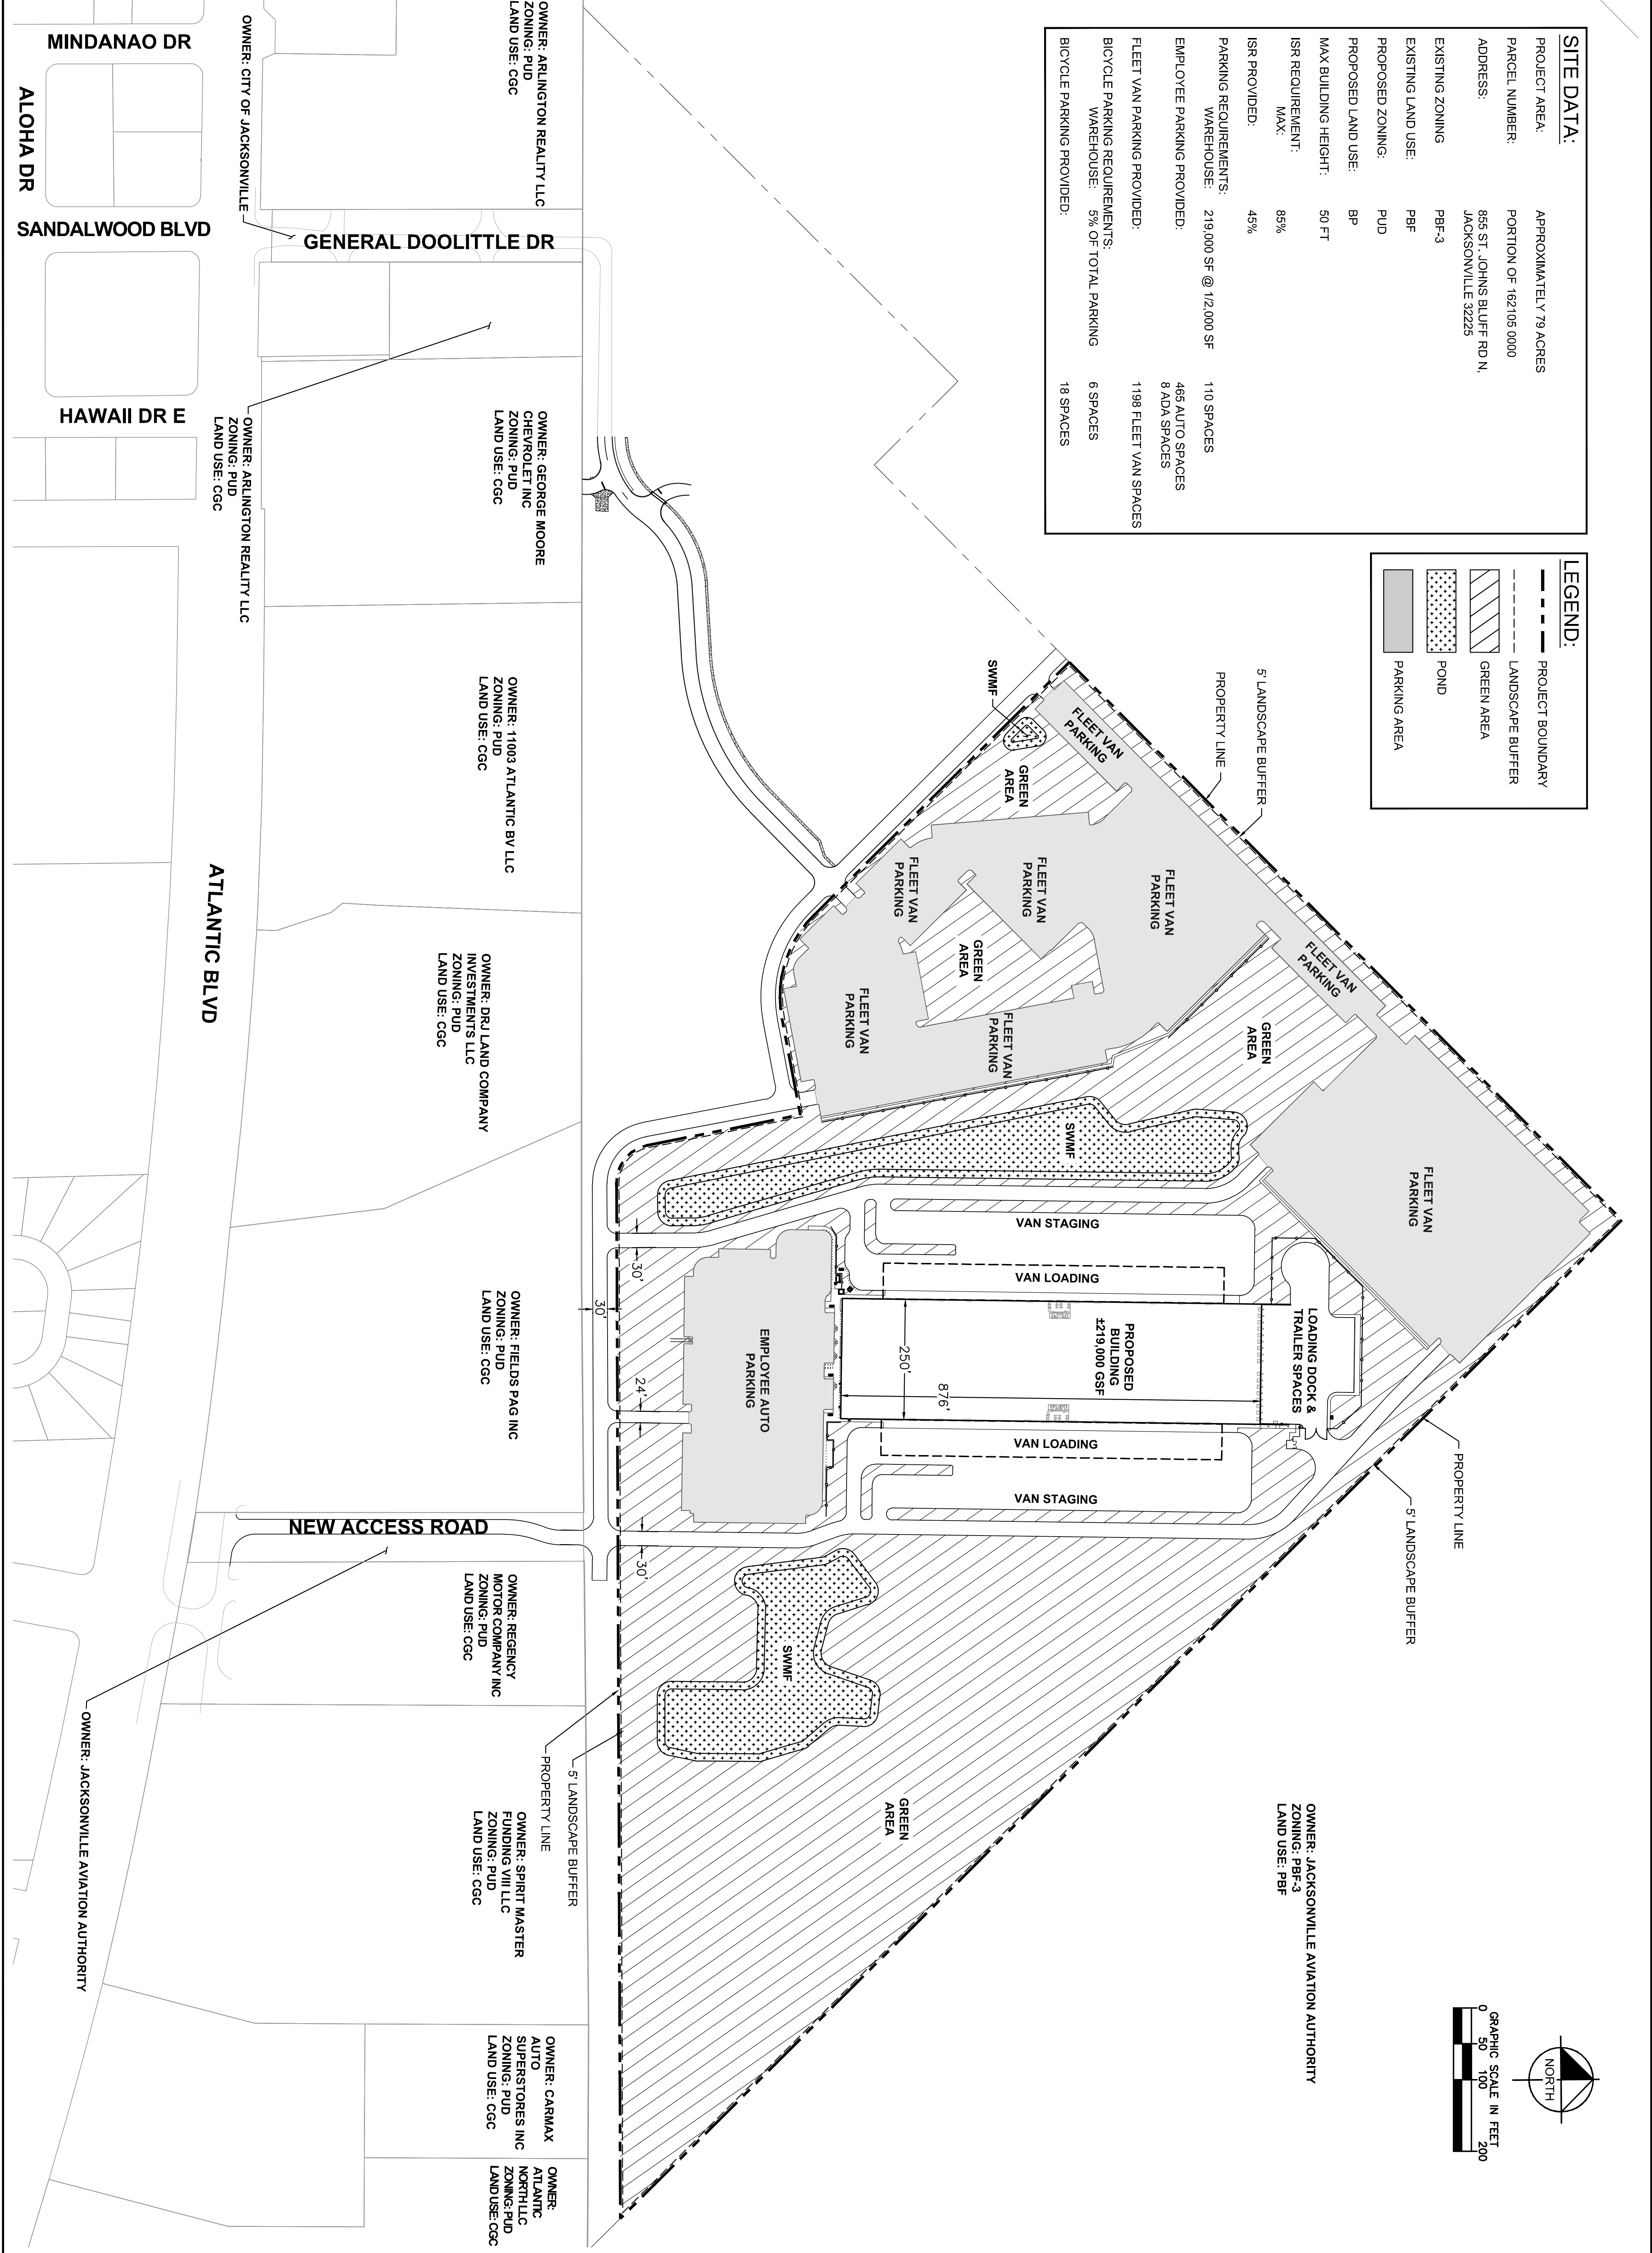 SITE DATA:
PROJECT AREA: APPROXIMATELY 79 ACRES
PARCEL NUMBER: PORTION OF 162105 0000
ADDRESS: 855 ST. JOHNS BLUFF RD N,
JACKSONVILLE 32225
EXISTING ZONING PBF-3
EXISTING LAND USE: PBF
PROPOSED ZONING: PUD
PROPOSED LAND USE: BP
MAX BUILDING HEIGHT: 50 FT
ISR REQUIREMENT:
MAX: 85%
ISR PROVIDED: 45%
PARKING REQUIREMENTS:
WAREHOUSE: 219,000 SF @ 1/2,000 SF 110 SPACES
EMPLOYEE PARKING PROVIDED: 465 AUTO SPACES
8 ADA SPACES
FLEET VAN PARKING PROVIDED: 1198 FLEET VAN SPACES
BICYCLE PARKING REQUIREMENTS:
WAREHOUSE: 5% OF TOTAL PARKING 6 SPACES
BICYCLE PARKING PROVIDED: 18 SPACES
LEGEND:
PROJECT BOUNDARY
LANDSCAPE BUFFER
GREEN AREA
POND
PARKING AREA
NORTH
GRAPHIC SCALE IN FEET
0 50 100 200
5' LANDSCAPE BUFFER
PROPERTY LINE
SWMF
FLEET VAN
PARKING
GREEN
AREA
FLEET VAN
PARKING
FLEET VAN
PARKING
FLEET VAN
PARKING
GREEN
AREA
FLEET VAN
PARKING
FLEET VAN
PARKING
FLEET VAN
PARKING
GREEN
AREA
FLEET VAN
PARKING
SWMF
VAN STAGING
VAN LOADING
LOADING DOCK &
TRAILER SPACES
PROPOSED
BUILDING
±219,000 GSF
250'
876'
VAN LOADING
VAN STAGING
EMPLOYEE AUTO
PARKING
30'
30'
24'
30'
PROPERTY LINE
5' LANDSCAPE BUFFER
SWMF
GREEN
AREA
5' LANDSCAPE BUFFER
PROPERTY LINE
OWNER: JACKSONVILLE AVIATION AUTHORITY
ZONING: PBF-3
LAND USE: PBF
OWNER: ARLINGTON REALITY LLC
ZONING: PUD
LAND USE: CGC
OWNER: CITY OF JACKSONVILLE
GENERAL DOOLITTLE DR
OWNER: ARLINGTON REALITY LLC
ZONING: PUD
LAND USE: CGC
OWNER: GEORGE MOORE
CHEVROLET INC
ZONING: PUD
LAND USE: CGC
OWNER: 11003 ATLANTIC BV LLC
ZONING: PUD
LAND USE: CGC
OWNER: DRJ LAND COMPANY
INVESTMENTS LLC
ZONING: PUD
LAND USE: CGC
OWNER: FIELDS PAG INC
ZONING: PUD
LAND USE: CGC
NEW ACCESS ROAD
OWNER: JACKSONVILLE AVIATION AUTHORITY
OWNER: REGENCY
MOTOR COMPANY INC
ZONING: PUD
LAND USE: CGC
OWNER: SPIRIT MASTER
FUNDING VIII LLC
ZONING: PUD
LAND USE: CGC
OWNER: CARMAX
AUTO
SUPERSTORES INC
ZONING: PUD
LAND USE: CGC
OWNER:
ATLANTIC
NORTH LLC
ZONING: PUD
LAND USE: CGC
MINDANAO DR
ALOHA DR
SANDALWOOD BLVD
HAWAII DR E
ATLANTIC BLVD